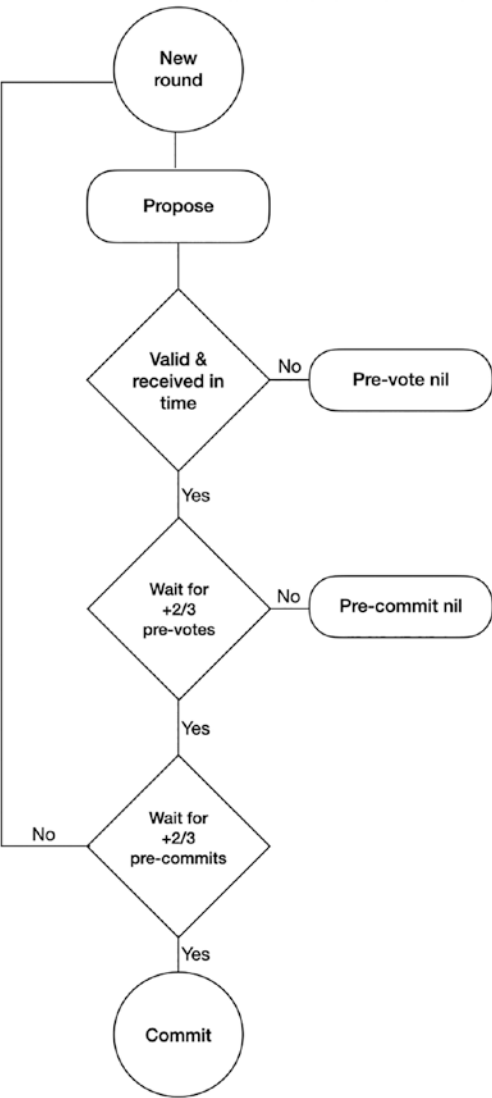 New
round
Propose
Valid &
received in
time
No
Pre-vote nil
Yes
Wait for
+2/3
pre-votes
No
Pre-commit nil
Yes
Wait for
+2/3
pre-commits
No
Yes
Commit